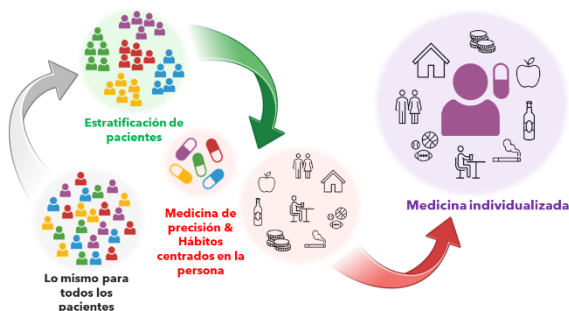 Estratificación de
pacientes
Medicina de
precisión &
Hábitos
centrados en la
persona
Lo mismo para
todos los
pacientes
Medicina individualizada